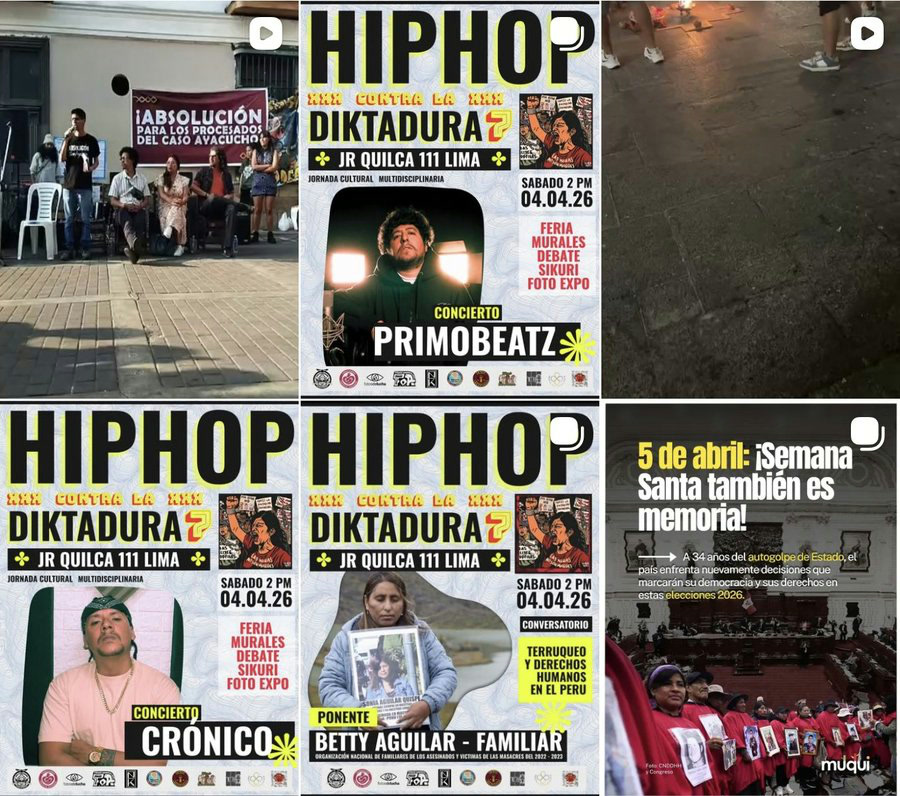 ¡ABSOLUCIÓN
PARA LOS PROCESADOS
DEL CASO AYACUCHO!
HIPHOP
XXX CONTRA LA XXX
DIKTADURA 7
JR QUILCA 111 LIMA
JORNADA CULTURAL MULTIDISCIPLINARIA
SABADO 2 PM
04.04.26
FERIA
MURALES
DEBATE
SIKURI
FOTO EXPO
CONCIERTO
PRIMOBEATZ
HIPHOP
XXX CONTRA LA XXX
DIKTADURA 7
JR QUILCA 111 LIMA
JORNADA CULTURAL MULTIDISCIPLINARIA
SABADO 2 PM
04.04.26
FERIA
MURALES
DEBATE
SIKURI
FOTO EXPO
CONCIERTO
CRÓNICO
HIPHOP
XXX CONTRA LA XXX
DIKTADURA 7
JR QUILCA 111 LIMA
JORNADA CULTURAL MULTIDISCIPLINARIA
SABADO 2 PM
04.04.26
CONVERSATORIO
TERRUQUEO
Y DERECHOS
HUMANOS
EN EL PERU
PONENTE
BETTY AGUILAR - FAMILIAR
ORGANIZACIÓN NACIONAL DE FAMILIARES DE LOS ASESINADOS Y VICTIMAS DE LAS MASACRES DEL 2022 - 2023
5 de abril: ¡Semana
Santa también es
memoria!
A 34 años del autogolpe de Estado, el
país enfrenta nuevamente decisiones que
marcarán su democracia y sus derechos en
estas elecciones 2026.
Foto: CNDDHH
y Congreso
muqui